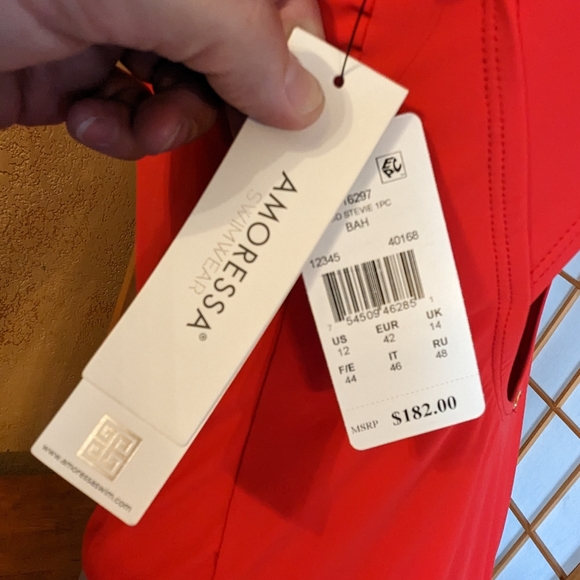 AMORESSA®
SWIMWEAR
www.amoressaswim.com
16297
STEVIE 1PC
BAH
12345 40168
7 54509 46285 1
US EUR UK
12 42 14
F/E IT RU
44 46 48
MSRP $182.00